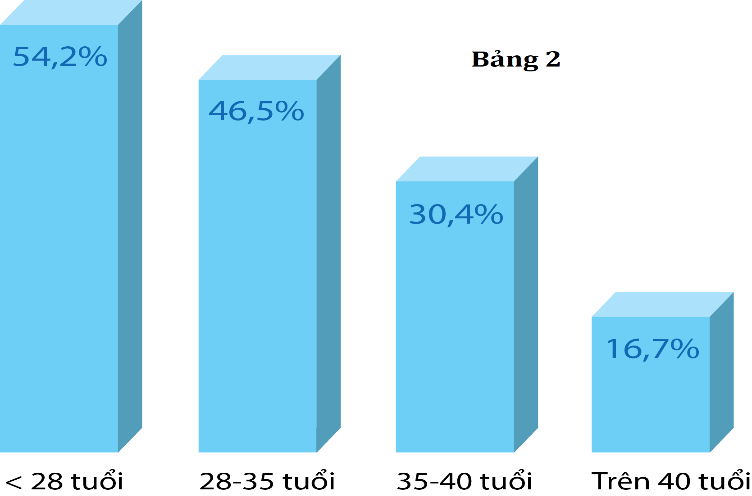 54,2%
46,5%
Bảng 2
30,4%
16,7%
< 28 tuổi
28-35 tuổi
35-40 tuổi
Trên 40 tuổi